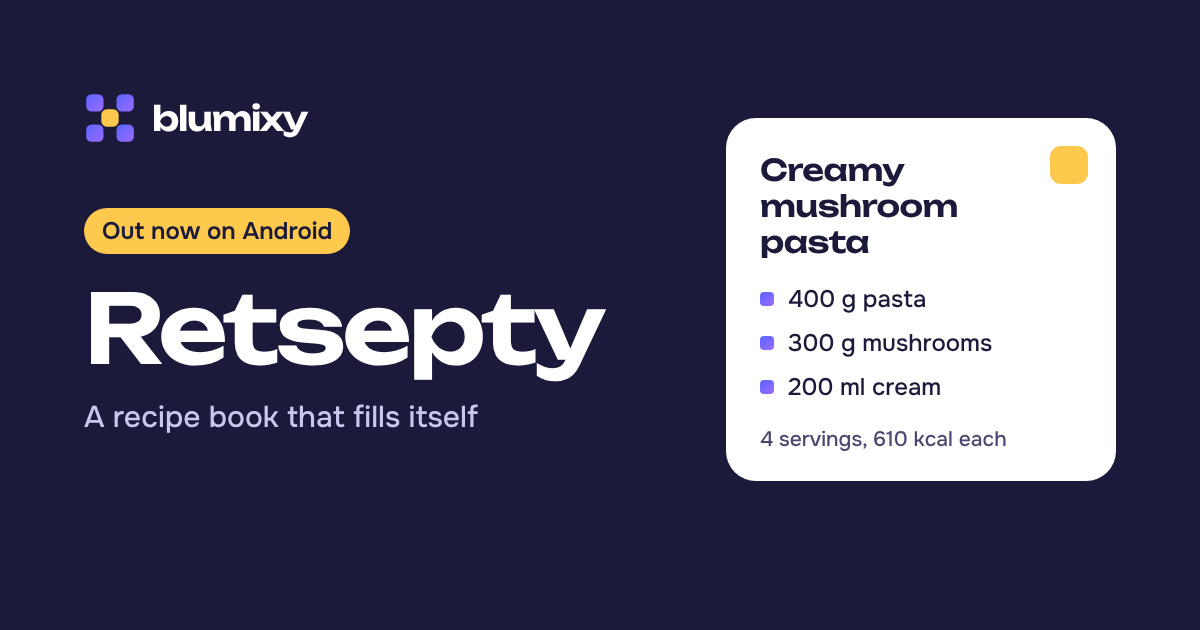 blumixy
Out now on Android
Retsepty
A recipe book that fills itself
Creamy
mushroom
pasta
400 g pasta
300 g mushrooms
200 ml cream
4 servings, 610 kcal each